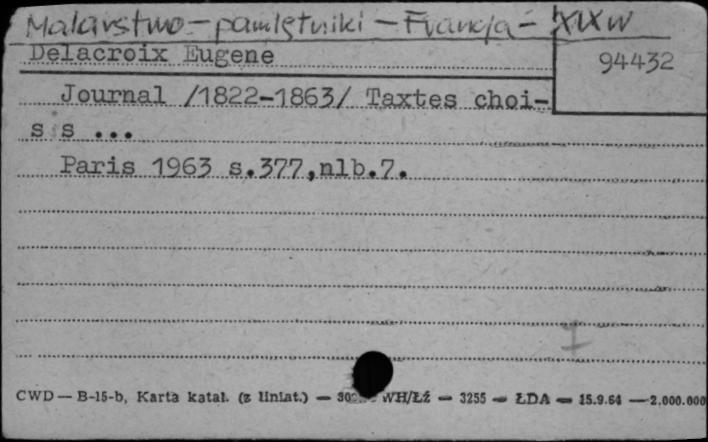 Malarstwo - pamiętniki - Francja - XIX w
Delacroix Eugene
94432
Journal /1822-1863/ Taxtes choi-
s s ...
Paris 1963 s.377,nlb.7.
CWD — B-15-b, Karta katal. (z liniat.) — WH/Łź — 3255 — ŁDA — 15.9.64 — 2.000.000